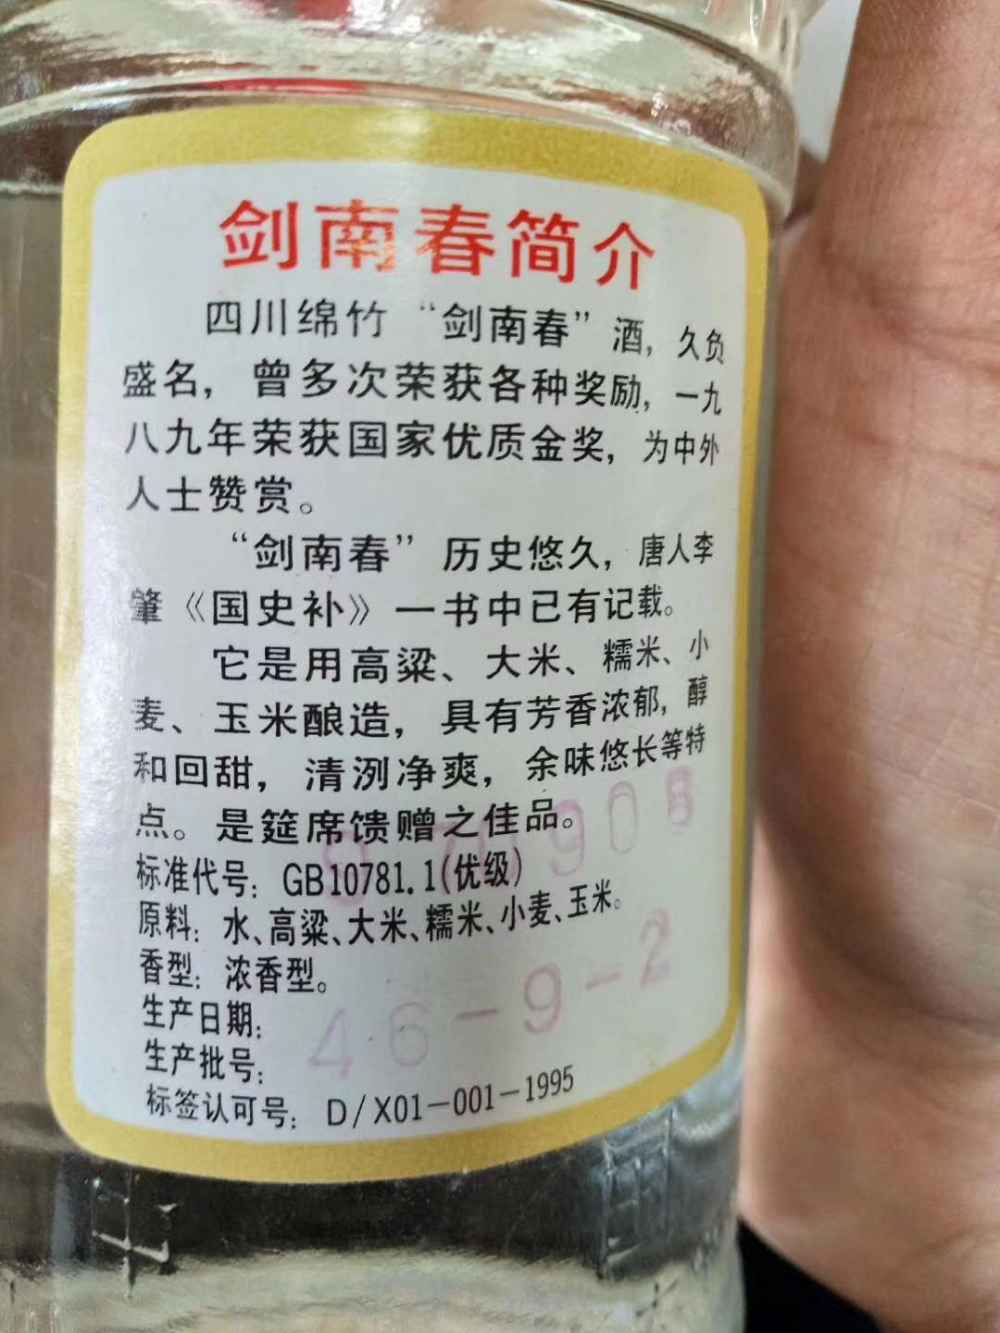 剑南春简介
四川绵竹“剑南春”酒，久负
盛名，曾多次荣获各种奖励，一九
八九年荣获国家优质金奖，为中外
人士赞赏。
“剑南春”历史悠久，唐人李
肇《国史补》一书中已有记载。
它是用高粱、大米、糯米、小
麦、玉米酿造，具有芳香浓郁，醇
和回甜，清洌净爽，余味悠长等特
点。是筵席馈赠之佳品。
标准代号：GB10781.1(优级)
原料：水、高粱、大米、糯米、小麦、玉米。
香型：浓香型。
生产日期：
生产批号：46-9-2
标签认可号：D/X01-001-1995